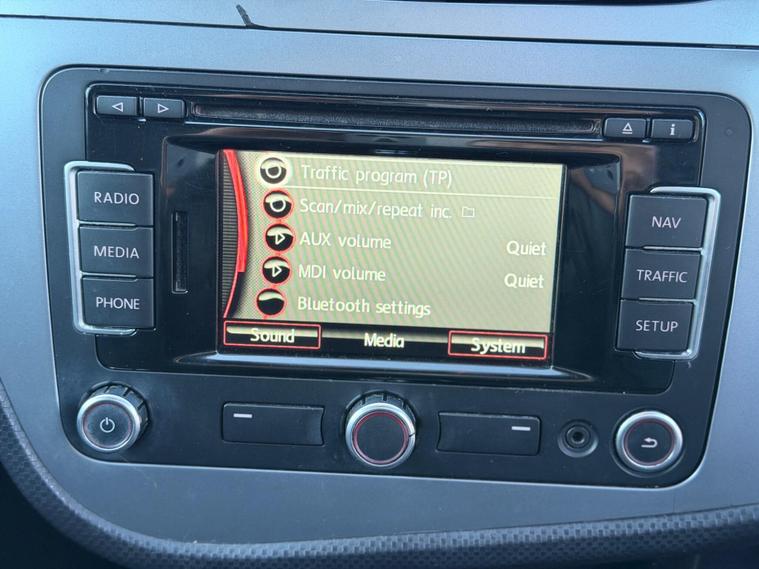 i
RADIO
MEDIA
PHONE
Traffic program (TP)
Scan/mix/repeat inc.
AUX volume Quiet
MDI volume Quiet
Bluetooth settings
Sound Media System
NAV
TRAFFIC
SETUP